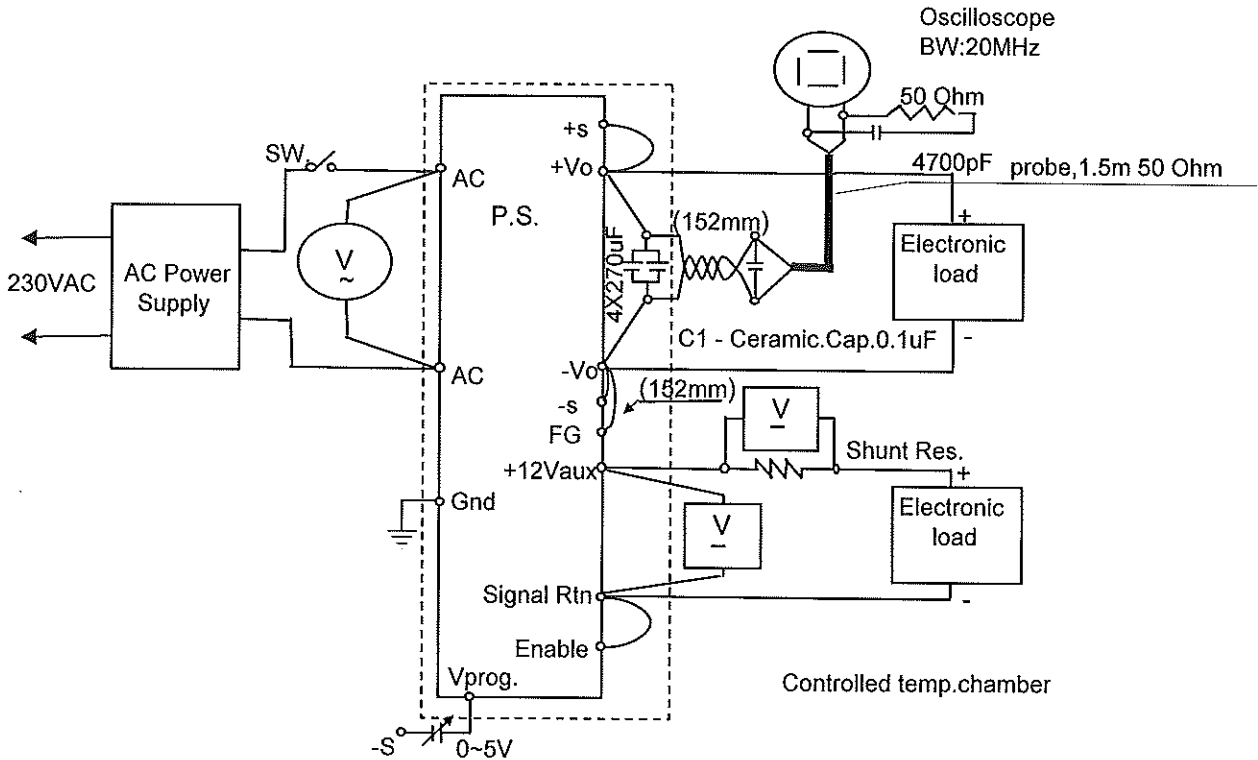 Oscilloscope
BW:20MHz
50 Ohm
+s
SW.
+Vo
4700pF
probe,1.5m 50 Ohm
AC
P.S.
(152mm)
+
Electronic
load
-
V
~
AC Power
Supply
230VAC
4X270uF
C1 - Ceramic.Cap.0.1uF
-Vo
AC
(152mm)
-s
FG
V
-
Shunt Res.
+12Vaux
+
Electronic
load
-
Gnd
V
-
Signal Rtn
Enable
Vprog.
Controlled temp.chamber
-S
0~5V